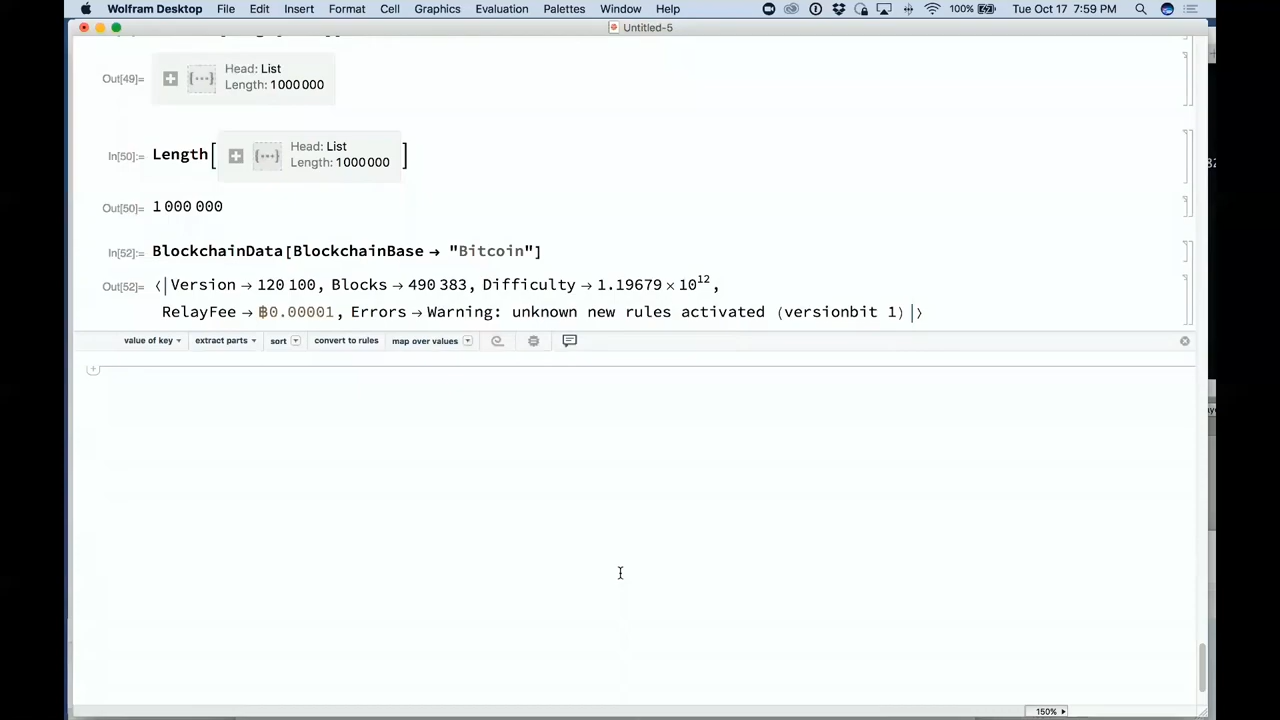 Wolfram Desktop File Edit Insert Format Cell Graphics Evaluation Palettes Window Help 100% Tue Oct 17 7:59 PM
Untitled-5
Out[49]= Head: List
Length: 1 000 000
In[50]:= Length[ Head: List
Length: 1 000 000 ]
Out[50]= 1 000 000
In[52]:= BlockchainData[BlockchainBase → "Bitcoin"]
Out[52]= <|Version → 120 100, Blocks → 490 383, Difficulty → 1.19679 × 10^12,
RelayFee → ₿0.00001, Errors → Warning: unknown new rules activated (versionbit 1) |>
value of key extract parts sort convert to rules map over values
150%